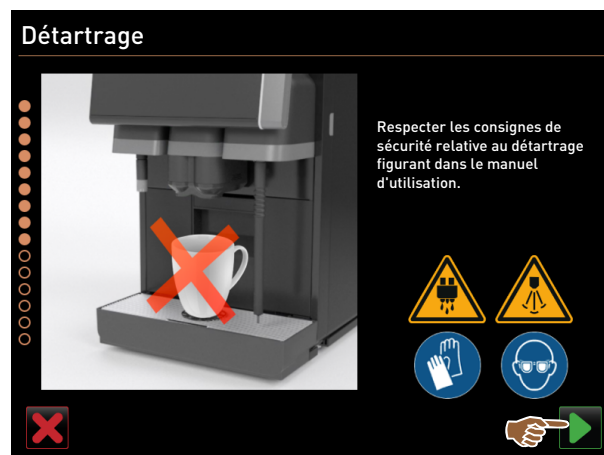 Détartrage
Respecter les consignes de
sécurité relative au détartrage
figurant dans le manuel
d'utilisation.